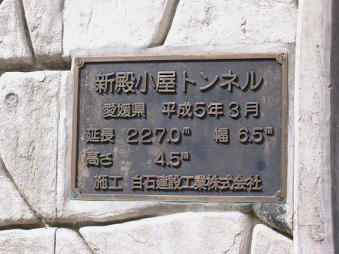 新殿小屋トンネル
愛媛県 平成5年3月
延長 227.0m 幅 6.5m
高さ 4.5m
施工 白石建設工業株式会社